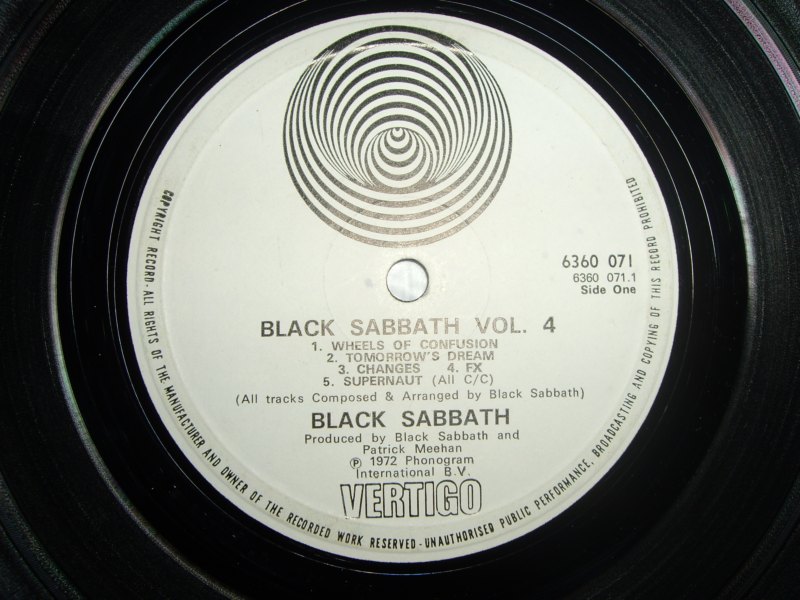 6360 071
6360 071.1
Side One
BLACK SABBATH VOL. 4
1. WHEELS OF CONFUSION
2. TOMORROW'S DREAM
3. CHANGES 4. FX
5. SUPERNAUT (All C/C)
(All tracks Composed & Arranged by Black Sabbath)
BLACK SABBATH
Produced by Black Sabbath and
Patrick Meehan
℗ 1972 Phonogram
International B.V.
VERTIGO
COPYRIGHT RECORD-ALL RIGHTS OF THE MANUFACTURER AND OWNER OF THE RECORDED WORK RESERVED-UNAUTHORISED PUBLIC PERFORMANCE, BROADCASTING AND COPYING OF THIS RECORD PROHIBITED